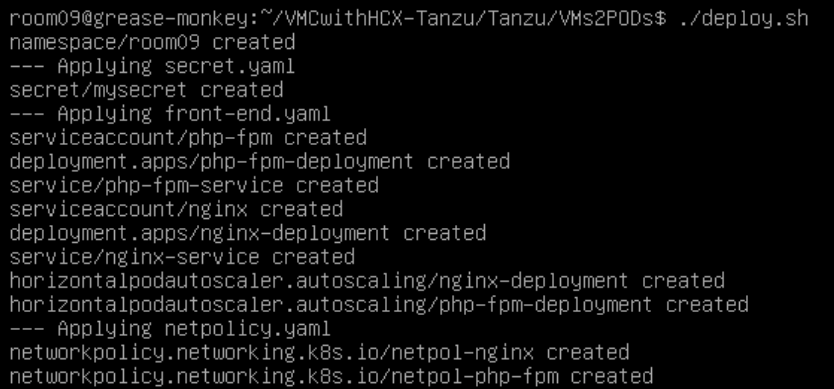 room09@grease-monkey:~/VMCwithHCX-Tanzu/Tanzu/VMs2PODs$ ./deploy.sh
namespace/room09 created
--- Applying secret.yaml
secret/mysecret created
--- Applying front-end.yaml
serviceaccount/php-fpm created
deployment.apps/php-fpm-deployment created
service/php-fpm-service created
serviceaccount/nginx created
deployment.apps/nginx-deployment created
service/nginx-service created
horizontalpodautoscaler.autoscaling/nginx-deployment created
horizontalpodautoscaler.autoscaling/php-fpm-deployment created
--- Applying netpolicy.yaml
networkpolicy.networking.k8s.io/netpol-nginx created
networkpolicy.networking.k8s.io/netpol-php-fpm created